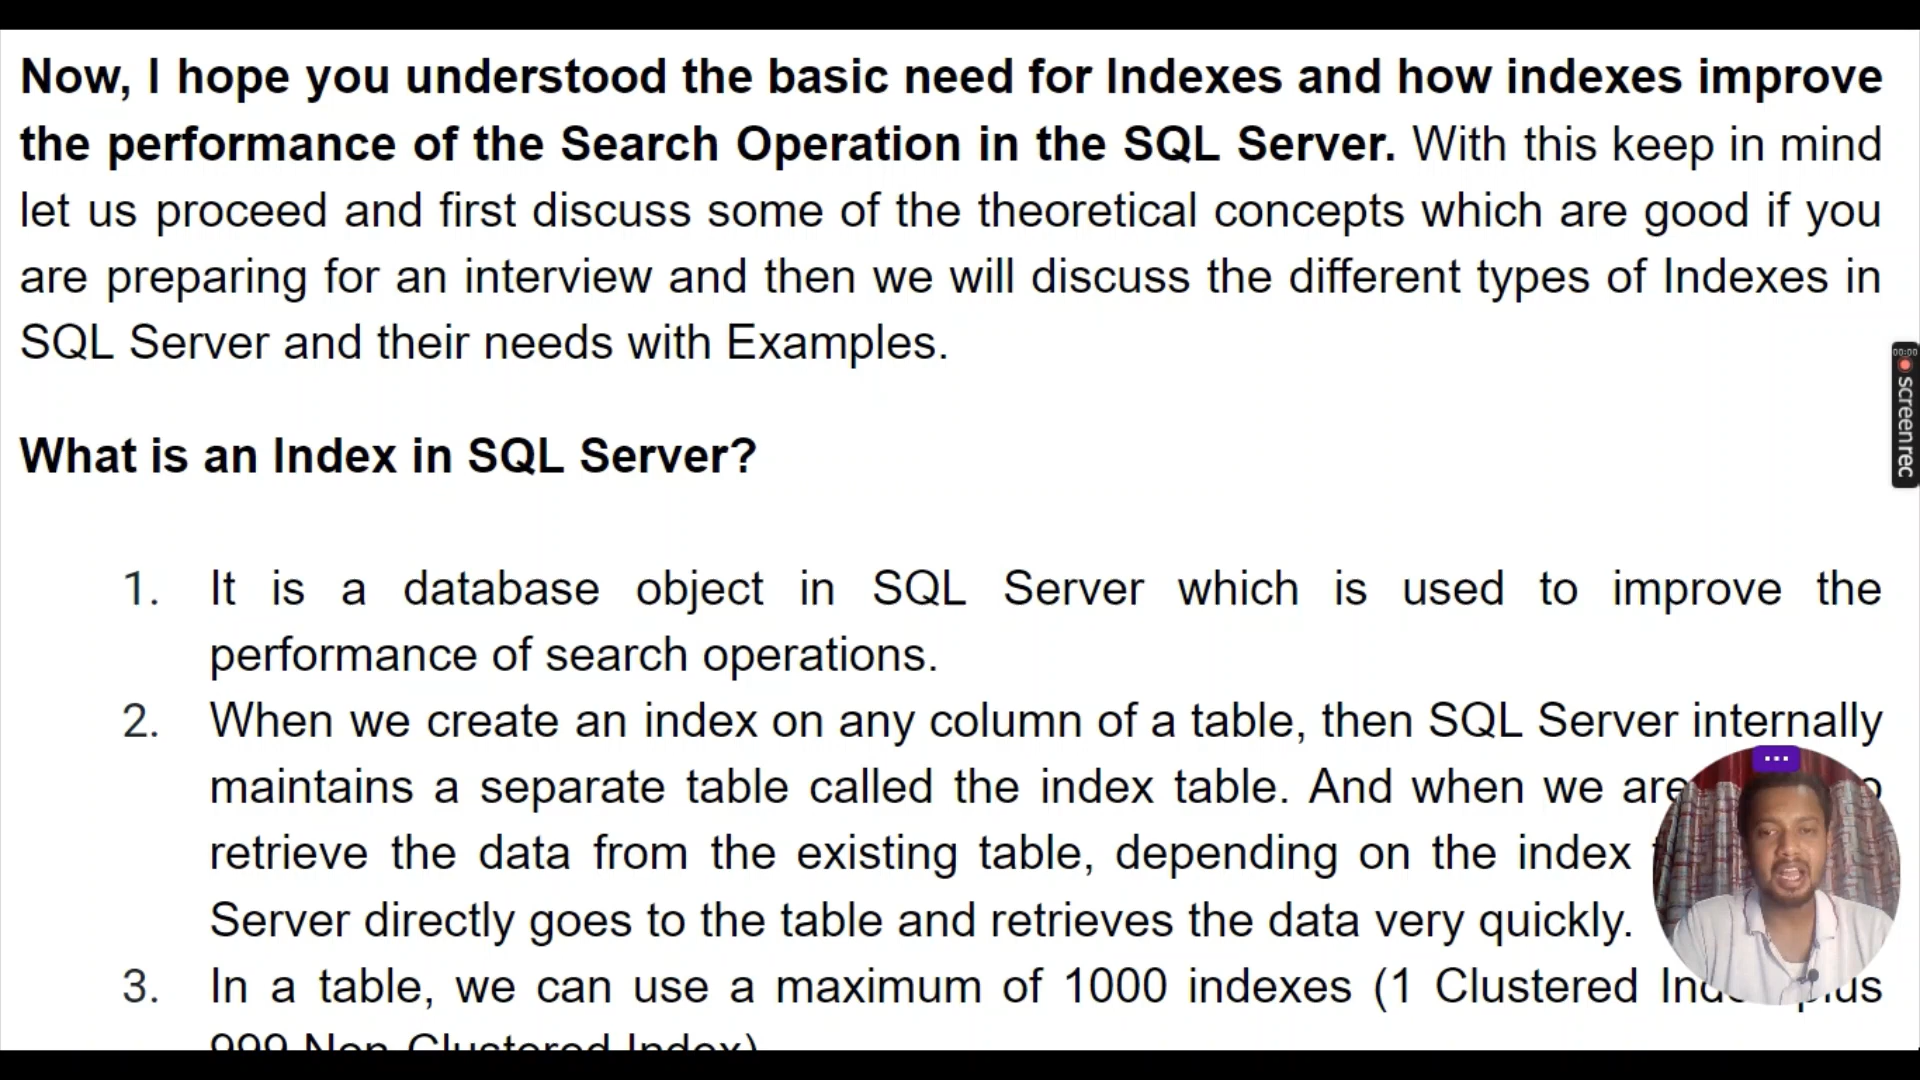 Now, I hope you understood the basic need for Indexes and how indexes improve
the performance of the Search Operation in the SQL Server. With this keep in mind
let us proceed and first discuss some of the theoretical concepts which are good if you
are preparing for an interview and then we will discuss the different types of Indexes in
SQL Server and their needs with Examples.
What is an Index in SQL Server?
1. It is a database object in SQL Server which is used to improve the
performance of search operations.
2. When we create an index on any column of a table, then SQL Server internally
maintains a separate table called the index table. And when we are
retrieve the data from the existing table, depending on the index
Server directly goes to the table and retrieves the data very quickly.
3. In a table, we can use a maximum of 1000 indexes (1 Clustered
999 Non-Clustered Index)
00:00
screenrec